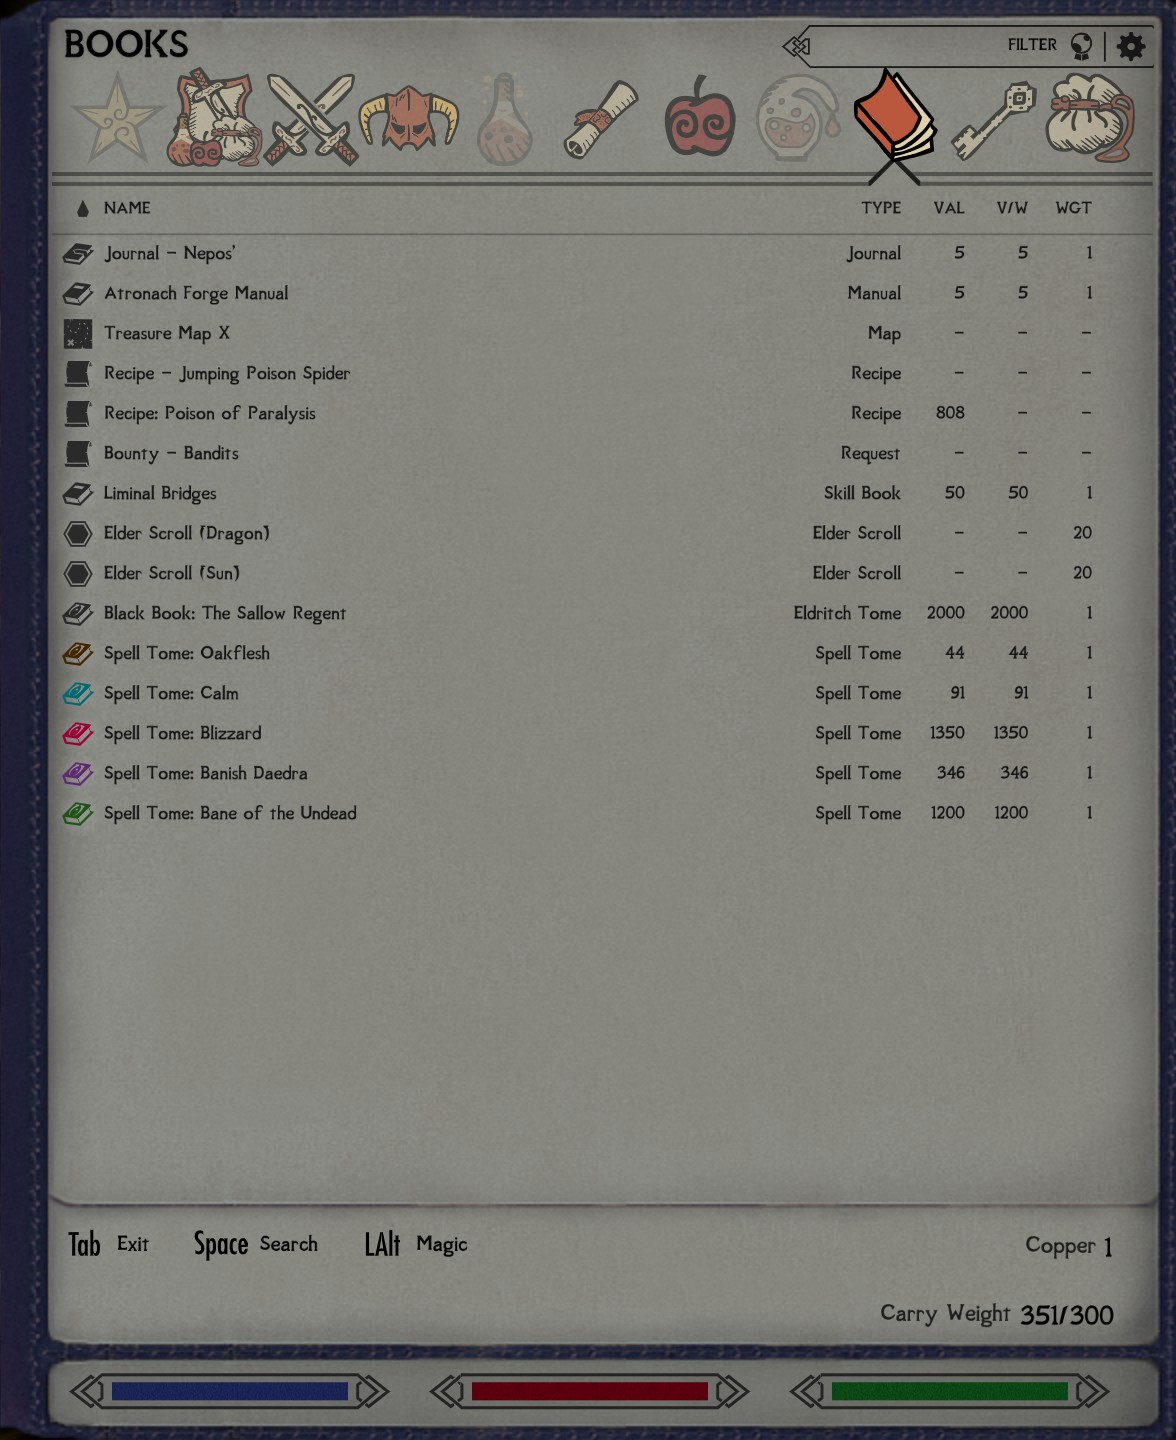 BOOKS
FILTER
NAME TYPE VAL V/W WGT
Journal – Nepos' Journal 5 5 1
Atronach Forge Manual Manual 5 5 1
Treasure Map X Map – – –
Recipe – Jumping Poison Spider Recipe – – –
Recipe: Poison of Paralysis Recipe 808 – –
Bounty – Bandits Request – – –
Liminal Bridges Skill Book 50 50 1
Elder Scroll (Dragon) Elder Scroll – – 20
Elder Scroll (Sun) Elder Scroll – – 20
Black Book: The Sallow Regent Eldritch Tome 2000 2000 1
Spell Tome: Oakflesh Spell Tome 44 44 1
Spell Tome: Calm Spell Tome 91 91 1
Spell Tome: Blizzard Spell Tome 1350 1350 1
Spell Tome: Banish Daedra Spell Tome 346 346 1
Spell Tome: Bane of the Undead Spell Tome 1200 1200 1
Tab Exit Space Search LAlt Magic Copper 1
Carry Weight 351/300